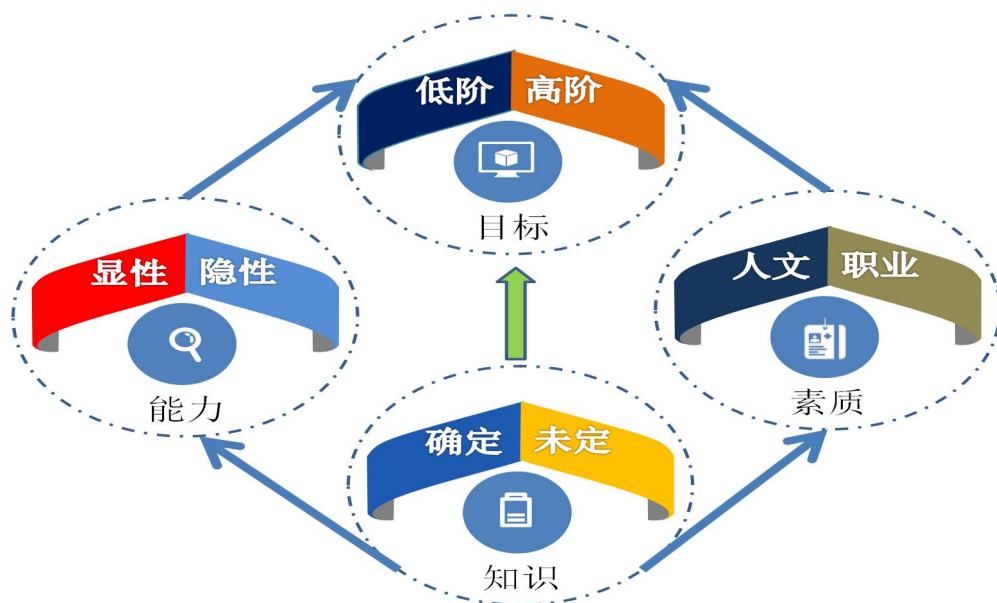 低阶 高阶
目标
显性 隐性
能力
人文 职业
素质
确定 未定
知识